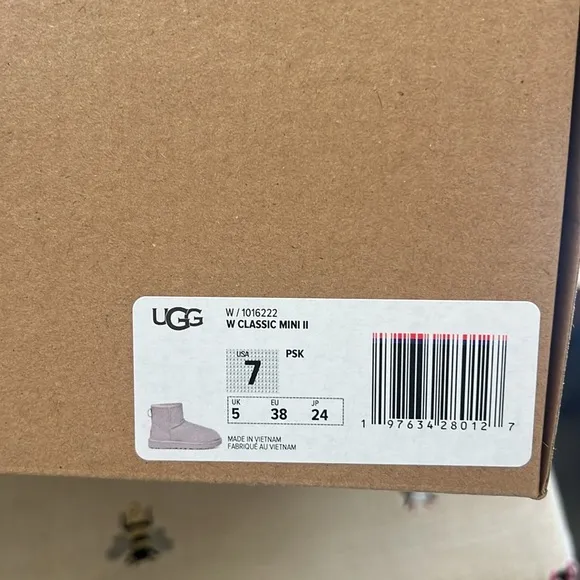 UGG
W / 1016222
W CLASSIC MINI II
USA
7
PSK
UK EU JP
5 38 24
MADE IN VIETNAM
FABRIQUÉ AU VIETNAM
1 97634 28012 7